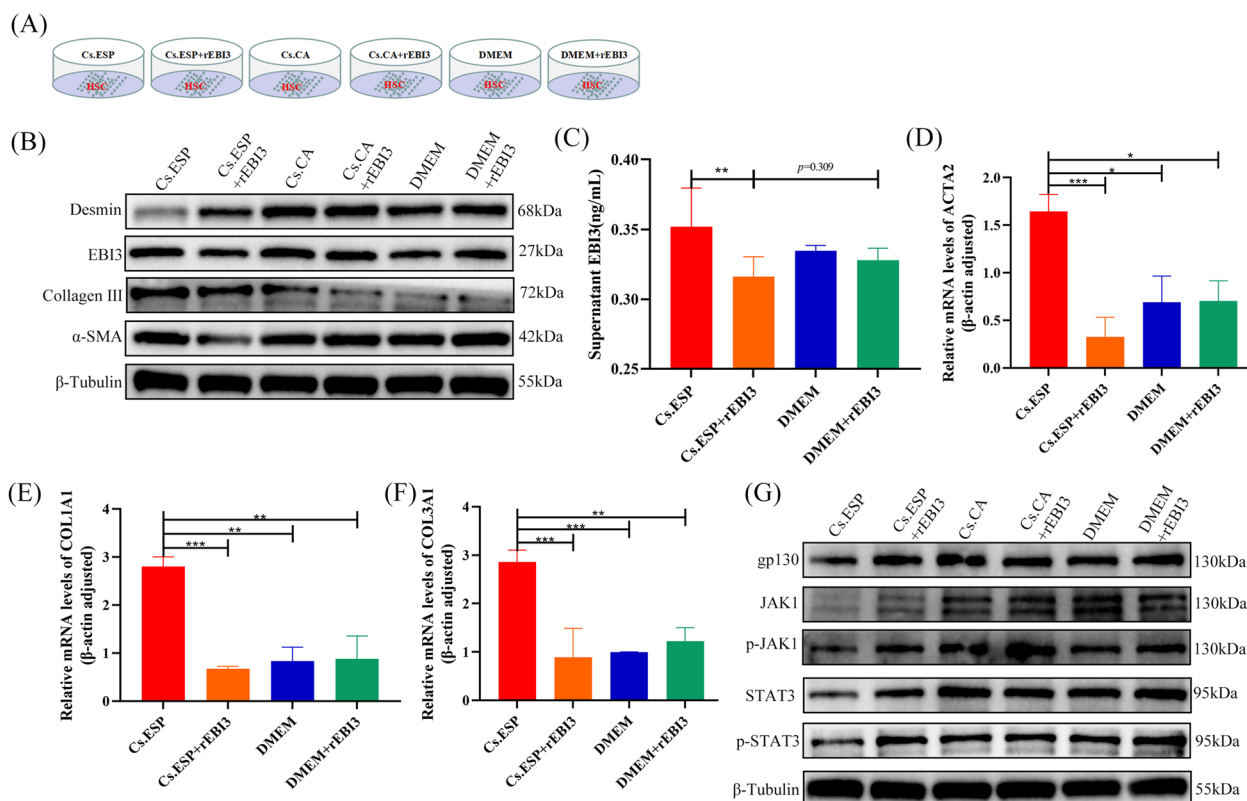 (A)
Cs.ESP Cs.ESP+rEBI3 Cs.CA Cs.CA+rEBI3 DMEM DMEM+rEBI3
HSC HSC HSC HSC HSC HSC
(B)
Cs.ESP Cs.ESP +rEBI3 Cs.CA Cs.CA +rEBI3 DMEM DMEM +rEBI3
Desmin 68kDa
EBI3 27kDa
Collagen III 72kDa
α-SMA 42kDa
β-Tubulin 55kDa
(C)
Supernatant EBI3(ng/mL)
0.40
0.35
0.30
0.25
** p=0.309
Cs.ESP Cs.ESP+rEBI3 DMEM DMEM+rEBI3
(D)
Relative mRNA levels of ACTA2
(β-actin adjusted)
2.0
1.5
1.0
0.5
0.0
*
*
***
Cs.ESP Cs.ESP+rEBI3 DMEM DMEM+rEBI3
(E)
Relative mRNA levels of COL1A1
(β-actin adjusted)
4
3
2
1
0
**
**
***
Cs.ESP Cs.ESP+rEBI3 DMEM DMEM+rEBI3
(F)
Relative mRNA levels of COL3A1
(β-actin adjusted)
4
3
2
1
0
**
***
***
Cs.ESP Cs.ESP+rEBI3 DMEM DMEM+rEBI3
(G)
Cs.ESP Cs.ESP +rEBI3 Cs.CA Cs.CA +rEBI3 DMEM DMEM +rEBI3
gp130 130kDa
JAK1 130kDa
p-JAK1 130kDa
STAT3 95kDa
p-STAT3 95kDa
β-Tubulin 55kDa